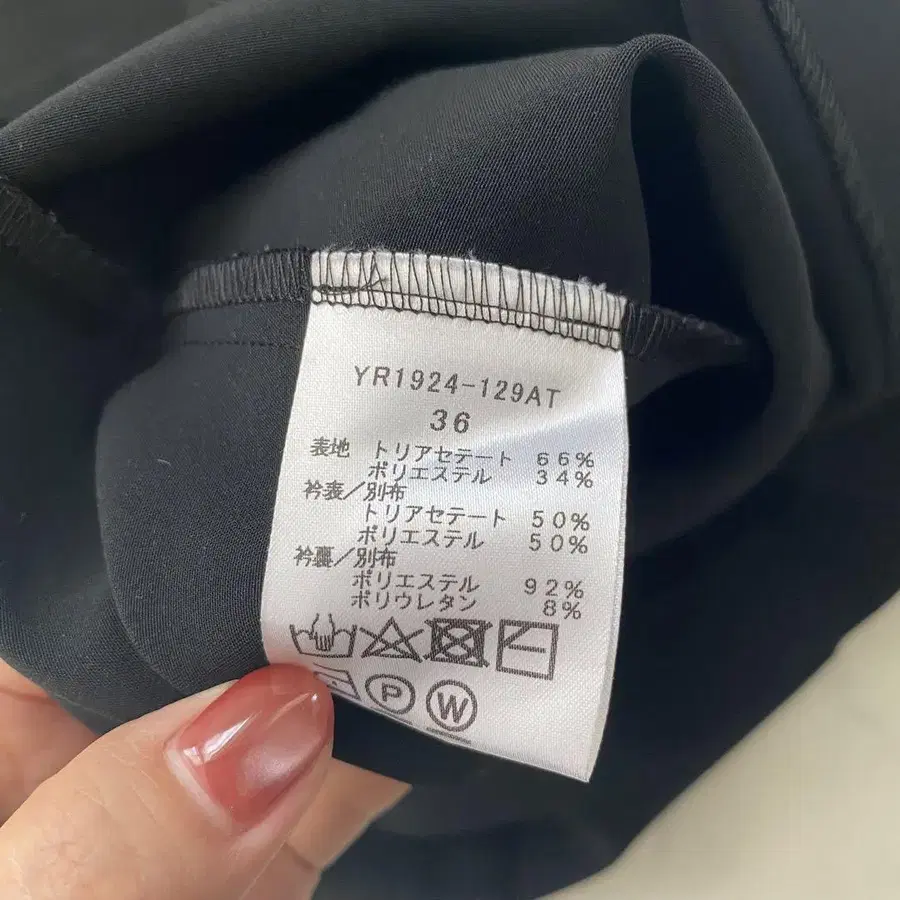 YR1924-129AT
36
表地 トリアセテート 66%
ポリエステル 34%
衿表/別布
トリアセテート 50%
ポリエステル 50%
衿裏/別布
ポリエステル 92%
ポリウレタン 8%
P W